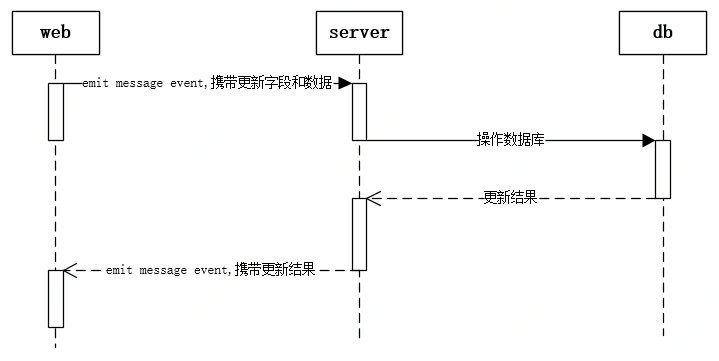 web
server
db
emit message event,携带更新字段和数据
操作数据库
更新结果
emit message event,携带更新结果